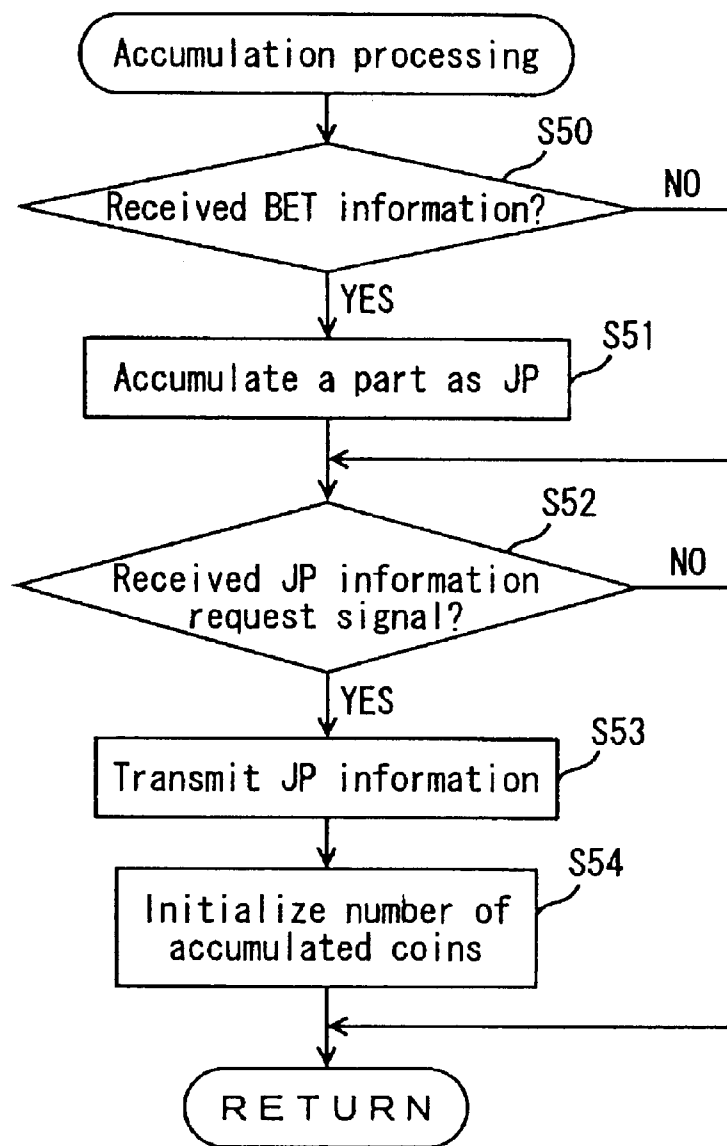 Accumulation processing
S50
Received BET information?
NO
YES
S51
Accumulate a part as JP
S52
Received JP information
request signal?
NO
YES
S53
Transmit JP information
S54
Initialize number of
accumulated coins
RETURN